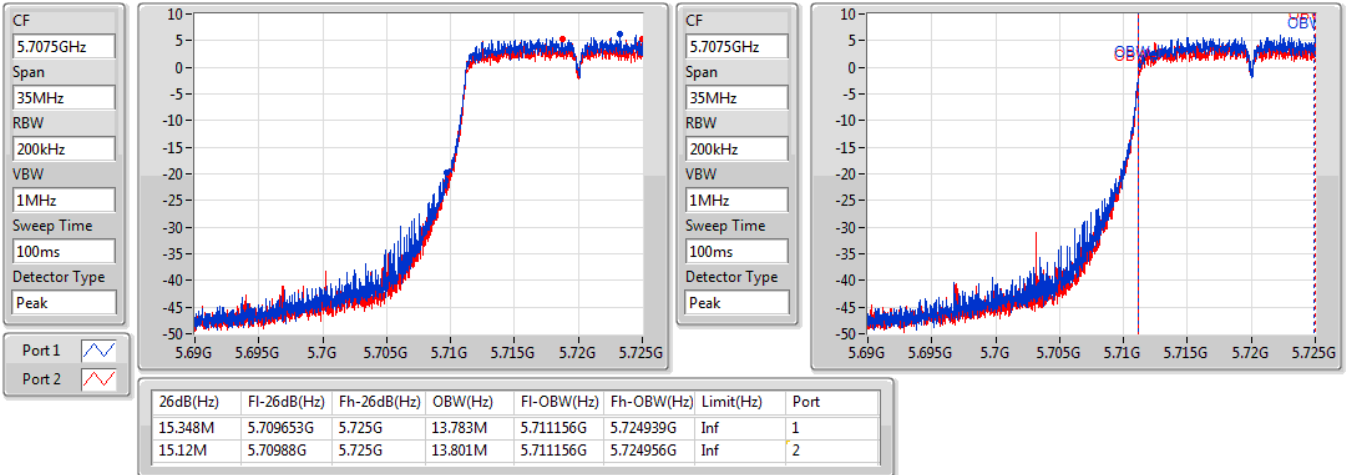 CF
5.7075GHz
Span
35MHz
RBW
200kHz
VBW
1MHz
Sweep Time
100ms
Detector Type
Peak
Port 1
Port 2
10
5
0
-5
-10
-15
-20
-25
-30
-35
-40
-45
-50
5.69G 5.695G 5.7G 5.705G 5.71G 5.715G 5.72G 5.725G
CF
5.7075GHz
Span
35MHz
RBW
200kHz
VBW
1MHz
Sweep Time
100ms
Detector Type
Peak
10
5
0
-5
-10
-15
-20
-25
-30
-35
-40
-45
-50
OBW
5.69G 5.695G 5.7G 5.705G 5.71G 5.715G 5.72G 5.725G
26dB(Hz) Fl-26dB(Hz) Fh-26dB(Hz) OBW(Hz) Fl-OBW(Hz) Fh-OBW(Hz) Limit(Hz) Port
15.348M 5.709653G 5.725G 13.783M 5.711156G 5.724939G Inf 1
15.12M 5.70988G 5.725G 13.801M 5.711156G 5.724956G Inf 2